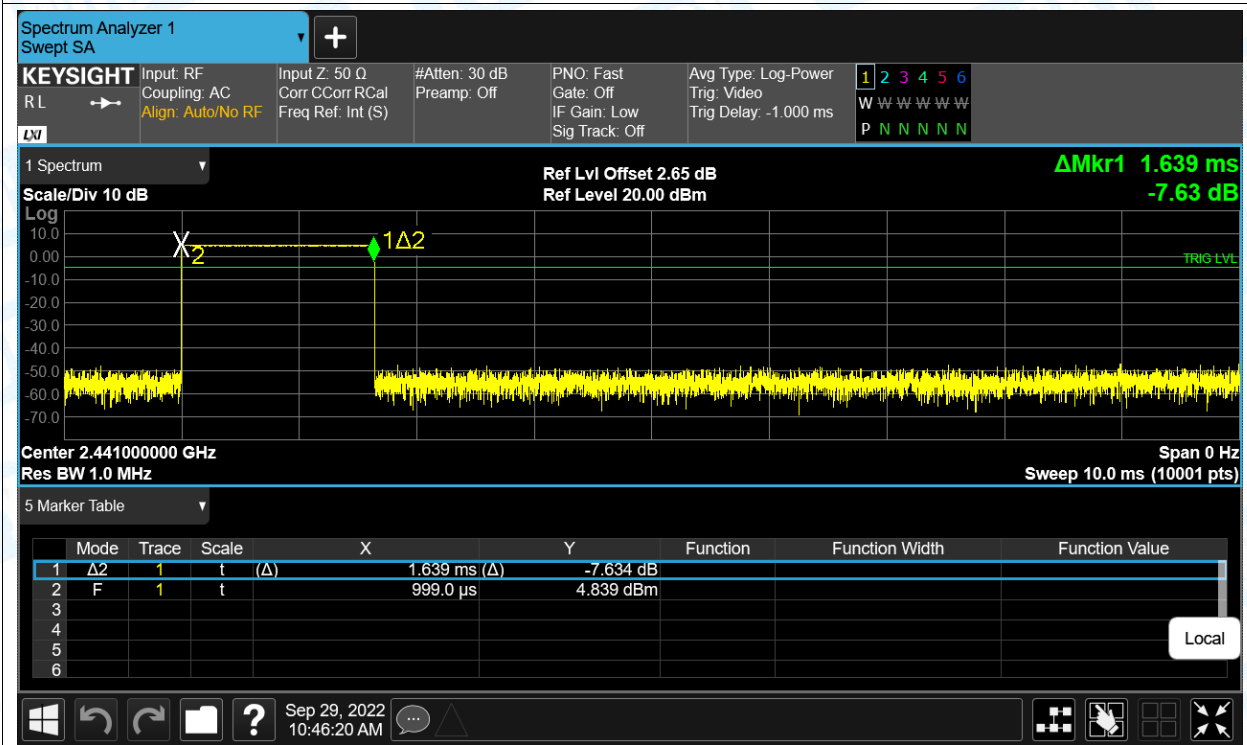 Spectrum Analyzer 1
Swept SA
KEYSIGHT
R L
LXI
Input: RF
Coupling: AC
Align: Auto/No RF
Input Z: 50 Ω
Corr CCorr RCal
Freq Ref: Int (S)
#Atten: 30 dB
Preamp: Off
PNO: Fast
Gate: Off
IF Gain: Low
Sig Track: Off
Avg Type: Log-Power
Trig: Video
Trig Delay: -1.000 ms
1 2 3 4 5 6
W W W W W W
P N N N N N
1 Spectrum
Scale/Div 10 dB
Ref Lvl Offset 2.65 dB
Ref Level 20.00 dBm
ΔMkr1 1.639 ms
-7.63 dB
Log
10.0
0.00
-10.0
-20.0
-30.0
-40.0
-50.0
-60.0
-70.0
2
1Δ2
TRIG LVL
Center 2.441000000 GHz
Res BW 1.0 MHz
Span 0 Hz
Sweep 10.0 ms (10001 pts)
5 Marker Table
Mode Trace Scale X Y Function Function Width Function Value
1 Δ2 1 t (Δ) 1.639 ms (Δ) -7.634 dB
2 F 1 t 999.0 µs 4.839 dBm
3
4
5
6
Local
?
Sep 29, 2022
10:46:20 AM